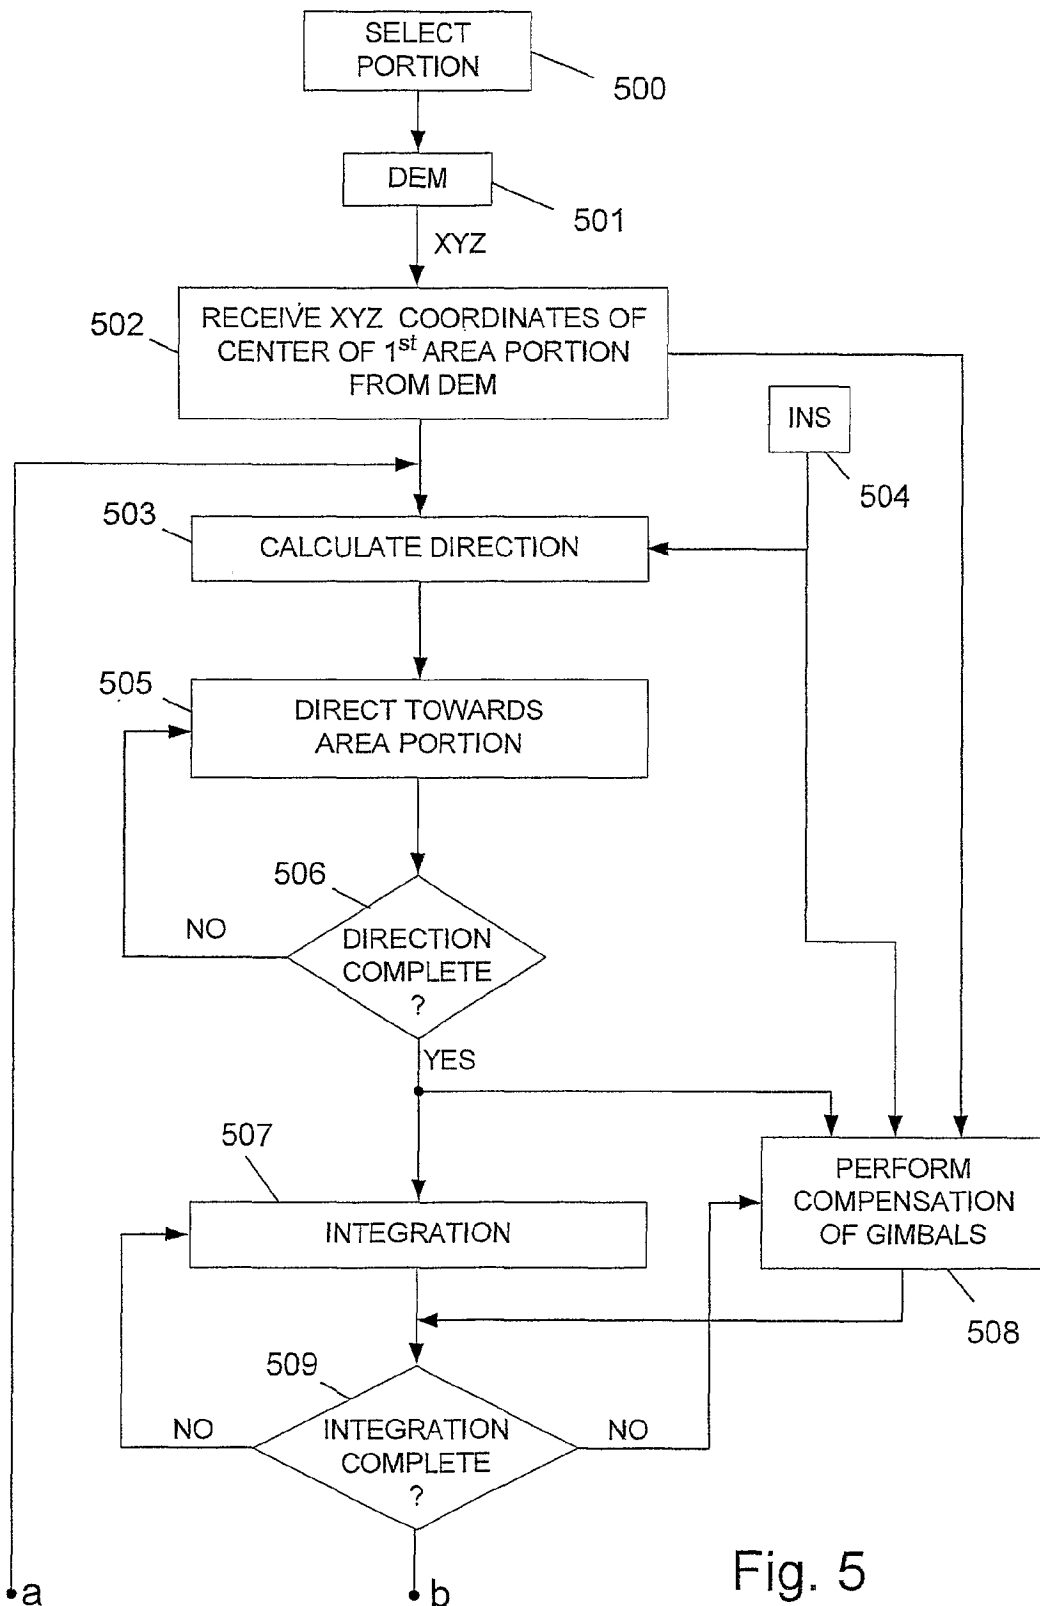 SELECT
PORTION
500
DEM
501
XYZ
502
RECEIVE XYZ COORDINATES OF
CENTER OF 1st AREA PORTION
FROM DEM
INS
504
503
CALCULATE DIRECTION
505
DIRECT TOWARDS
AREA PORTION
506
NO
DIRECTION
COMPLETE
?
YES
507
INTEGRATION
PERFORM
COMPENSATION
OF GIMBALS
508
509
NO
INTEGRATION
COMPLETE
?
NO
a
b
Fig. 5